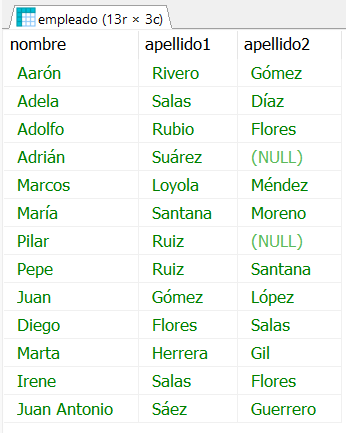 empleado (13r × 3c)
nombre apellido1 apellido2
Aarón Rivero Gómez
Adela Salas Díaz
Adolfo Rubio Flores
Adrián Suárez (NULL)
Marcos Loyola Méndez
María Santana Moreno
Pilar Ruiz (NULL)
Pepe Ruiz Santana
Juan Gómez López
Diego Flores Salas
Marta Herrera Gil
Irene Salas Flores
Juan Antonio Sáez Guerrero